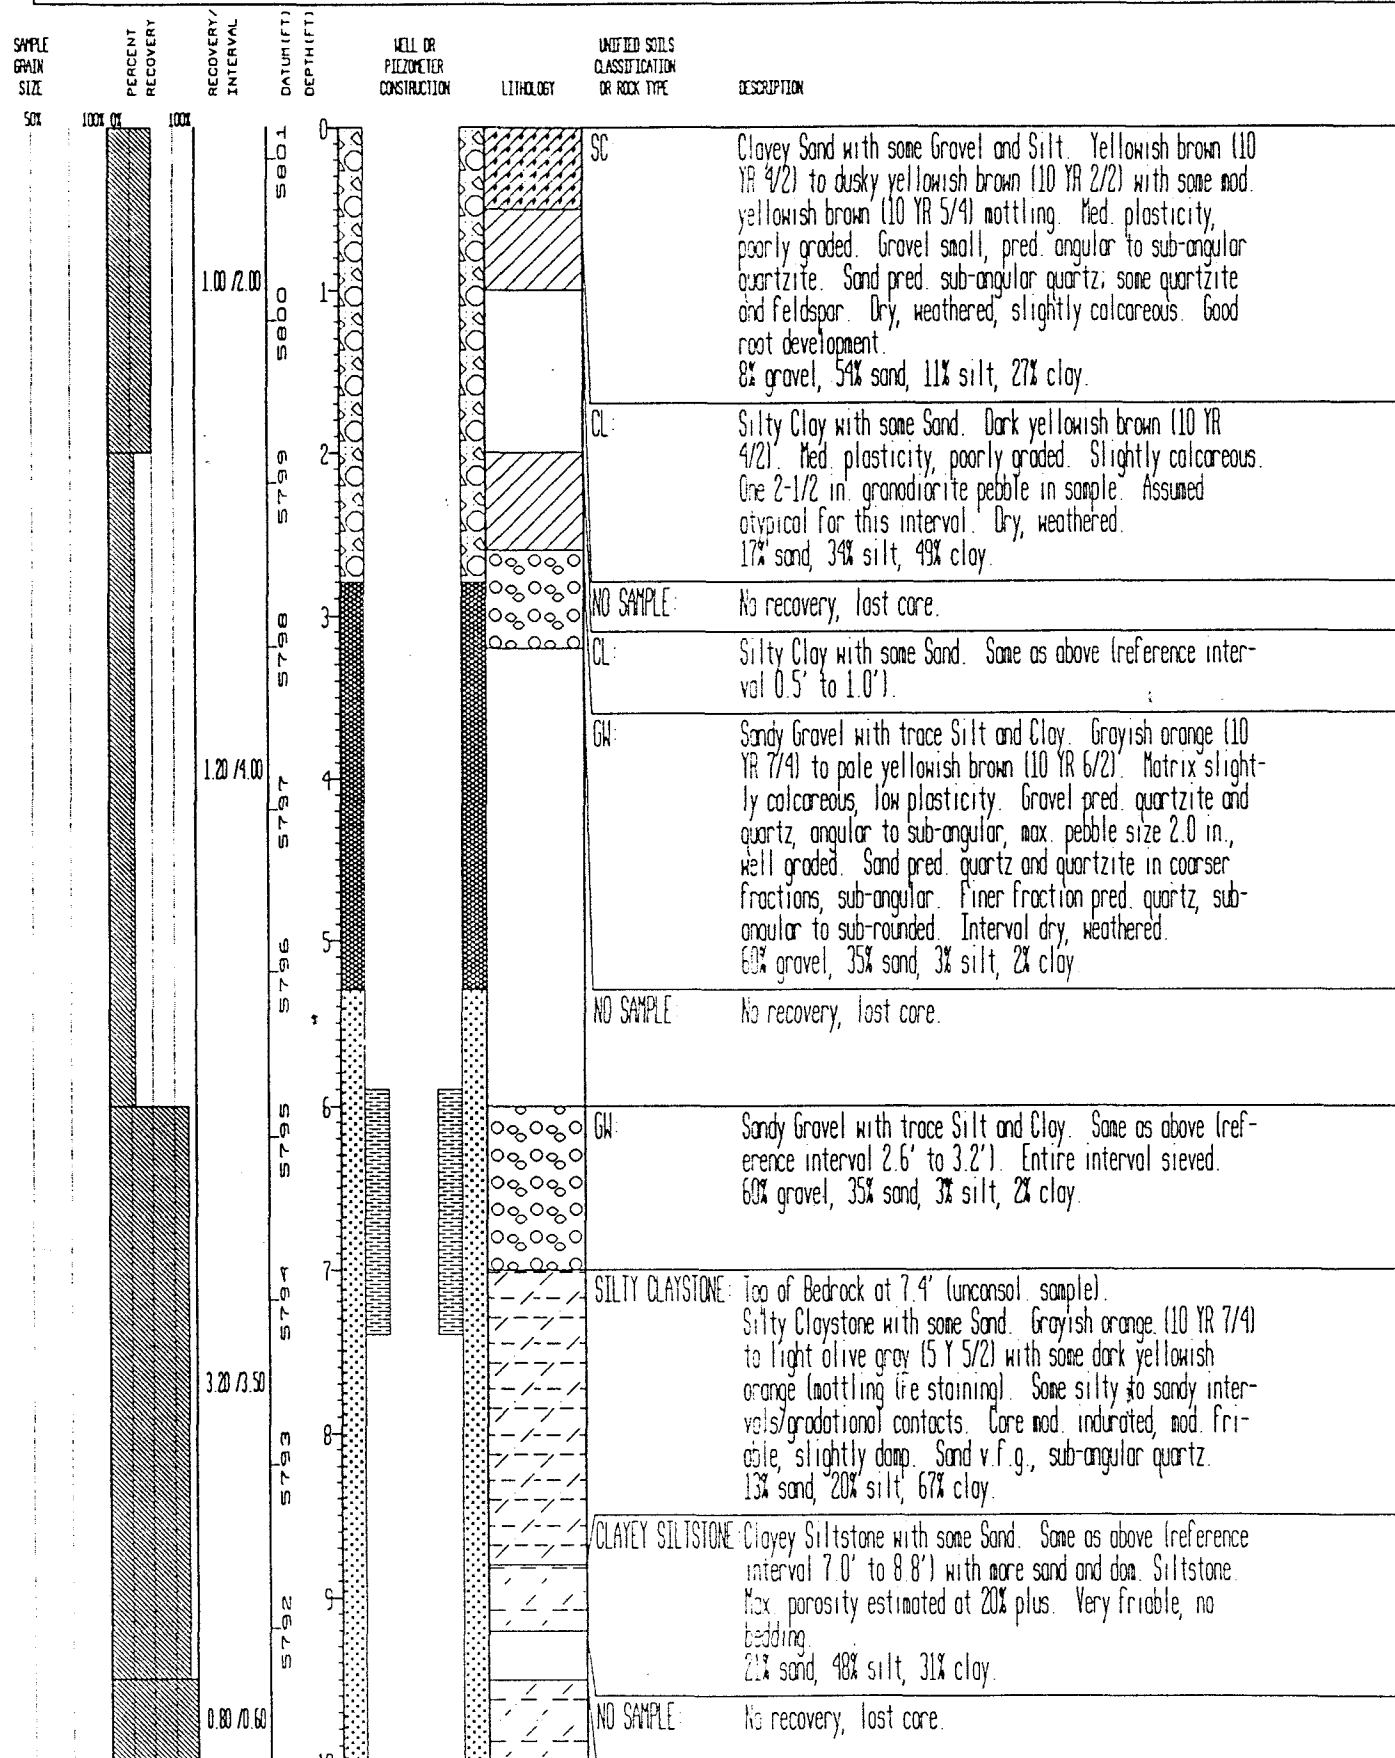 SAMPLE GRAIN SIZE
PERCENT RECOVERY
RECOVERY/ INTERVAL
DATUM(FT)
DEPTH(FT)
WELL OR PIEZOMETER CONSTRUCTION
LITHOLOGY
UNIFIED SOILS CLASSIFICATION OR ROCK TYPE
DESCRIPTION
50% 100% 0% 100%
5801
0
SC: Clayey Sand with some Gravel and Silt. Yellowish brown (10
YR 4/2) to dusky yellowish brown (10 YR 2/2) with some mod.
yellowish brown (10 YR 5/4) mottling. Med. plasticity,
poorly graded. Gravel small, pred. angular to sub-angular
quartzite. Sand pred. sub-angular quartz; some quartzite
and feldspar. Dry, weathered, slightly calcareous. Good
root development.
8% gravel, 54% sand, 11% silt, 27% clay.
1.00 /2.00
1
5800
CL: Silty Clay with some Sand. Dark yellowish brown (10 YR
4/2). Med. plasticity, poorly graded. Slightly calcareous.
One 2-1/2 in. granodiorite pebble in sample. Assumed
atypical for this interval. Dry, weathered.
17% sand, 34% silt, 49% clay.
2
5799
NO SAMPLE: No recovery, lost core.
3
5798
CL: Silty Clay with some Sand. Same as above (reference inter-
val 0.5' to 1.0').
GW: Sandy Gravel with trace Silt and Clay. Grayish orange (10
YR 7/4) to pale yellowish brown (10 YR 6/2). Matrix slight-
ly calcareous, low plasticity. Gravel pred. quartzite and
quartz, angular to sub-angular, max. pebble size 2.0 in.,
well graded. Sand pred. quartz and quartzite in coarser
fractions, sub-angular. Finer fraction pred. quartz, sub-
angular to sub-rounded. Interval dry, weathered.
60% gravel, 35% sand, 3% silt, 2% clay
1.20 /4.00
4
5797
5
5796
NO SAMPLE: No recovery, lost core.
6
5795
GW: Sandy Gravel with trace Silt and Clay. Same as above (ref-
erence interval 2.6' to 3.2'). Entire interval sieved.
60% gravel, 35% sand, 3% silt, 2% clay.
7
5794
SILTY CLAYSTONE: Top of Bedrock at 7.4' (unconsol. sample).
Silty Claystone with some Sand. Grayish orange (10 YR 7/4)
to light olive gray (5 Y 5/2) with some dark yellowish
orange (mottling (Fe staining). Some silty to sandy inter-
vals/gradational contacts. Core mod. indurated, mod. fri-
able, slightly damp. Sand v.f.g., sub-angular quartz.
13% sand, 20% silt, 67% clay.
3.20 /3.50
8
5793
CLAYEY SILTSTONE: Clayey Siltstone with some Sand. Same as above (reference
interval 7.0' to 8.8') with more sand and dom. Siltstone.
Max. porosity estimated at 20% plus. Very friable, no
bedding.
21% sand, 48% silt, 31% clay.
9
5792
NO SAMPLE: No recovery, lost core.
0.80 /0.60
10